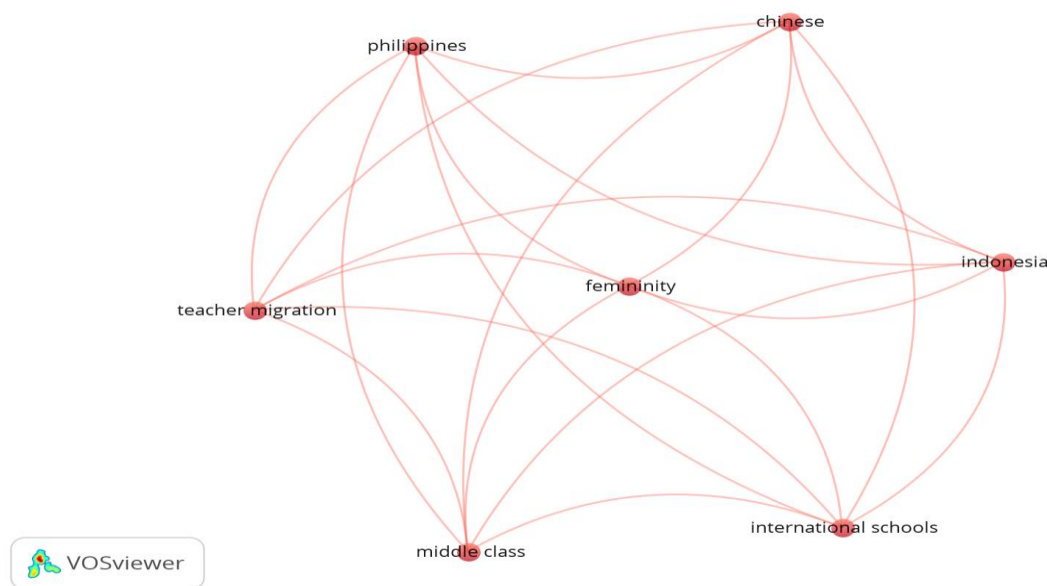 chinese
philippines
indonesia
femininity
teacher migration
international schools
middle class
VOSviewer